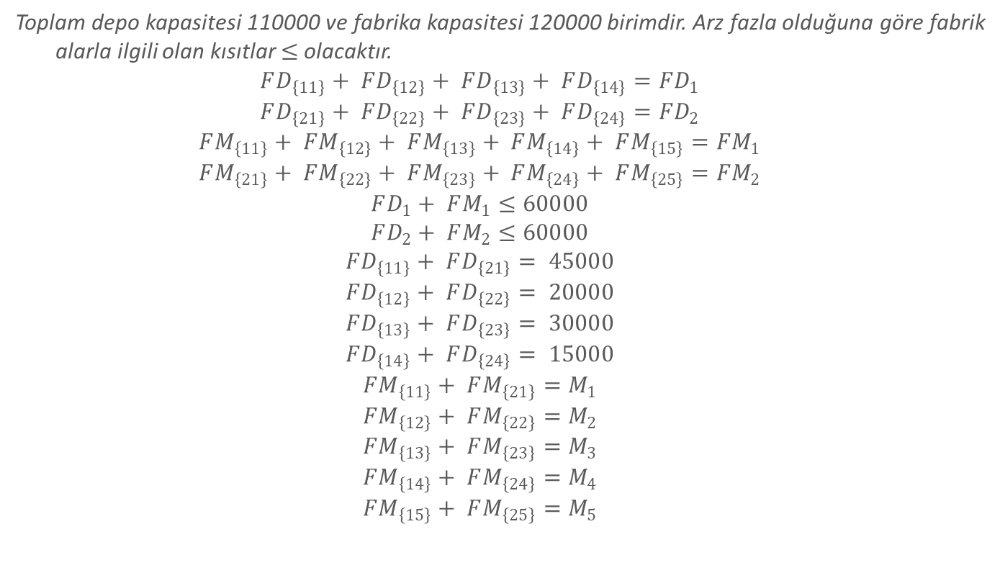 Toplam depo kapasitesi 110000 ve fabrika kapasitesi 120000 birimdir. Arz fazla olduğuna göre fabrik
alarla ilgili olan kısıtlar ≤ olacaktır.
FD_{11} + FD_{12} + FD_{13} + FD_{14} = FD_1
FD_{21} + FD_{22} + FD_{23} + FD_{24} = FD_2
FM_{11} + FM_{12} + FM_{13} + FM_{14} + FM_{15} = FM_1
FM_{21} + FM_{22} + FM_{23} + FM_{24} + FM_{25} = FM_2
FD_1 + FM_1 ≤ 60000
FD_2 + FM_2 ≤ 60000
FD_{11} + FD_{21} = 45000
FD_{12} + FD_{22} = 20000
FD_{13} + FD_{23} = 30000
FD_{14} + FD_{24} = 15000
FM_{11} + FM_{21} = M_1
FM_{12} + FM_{22} = M_2
FM_{13} + FM_{23} = M_3
FM_{14} + FM_{24} = M_4
FM_{15} + FM_{25} = M_5